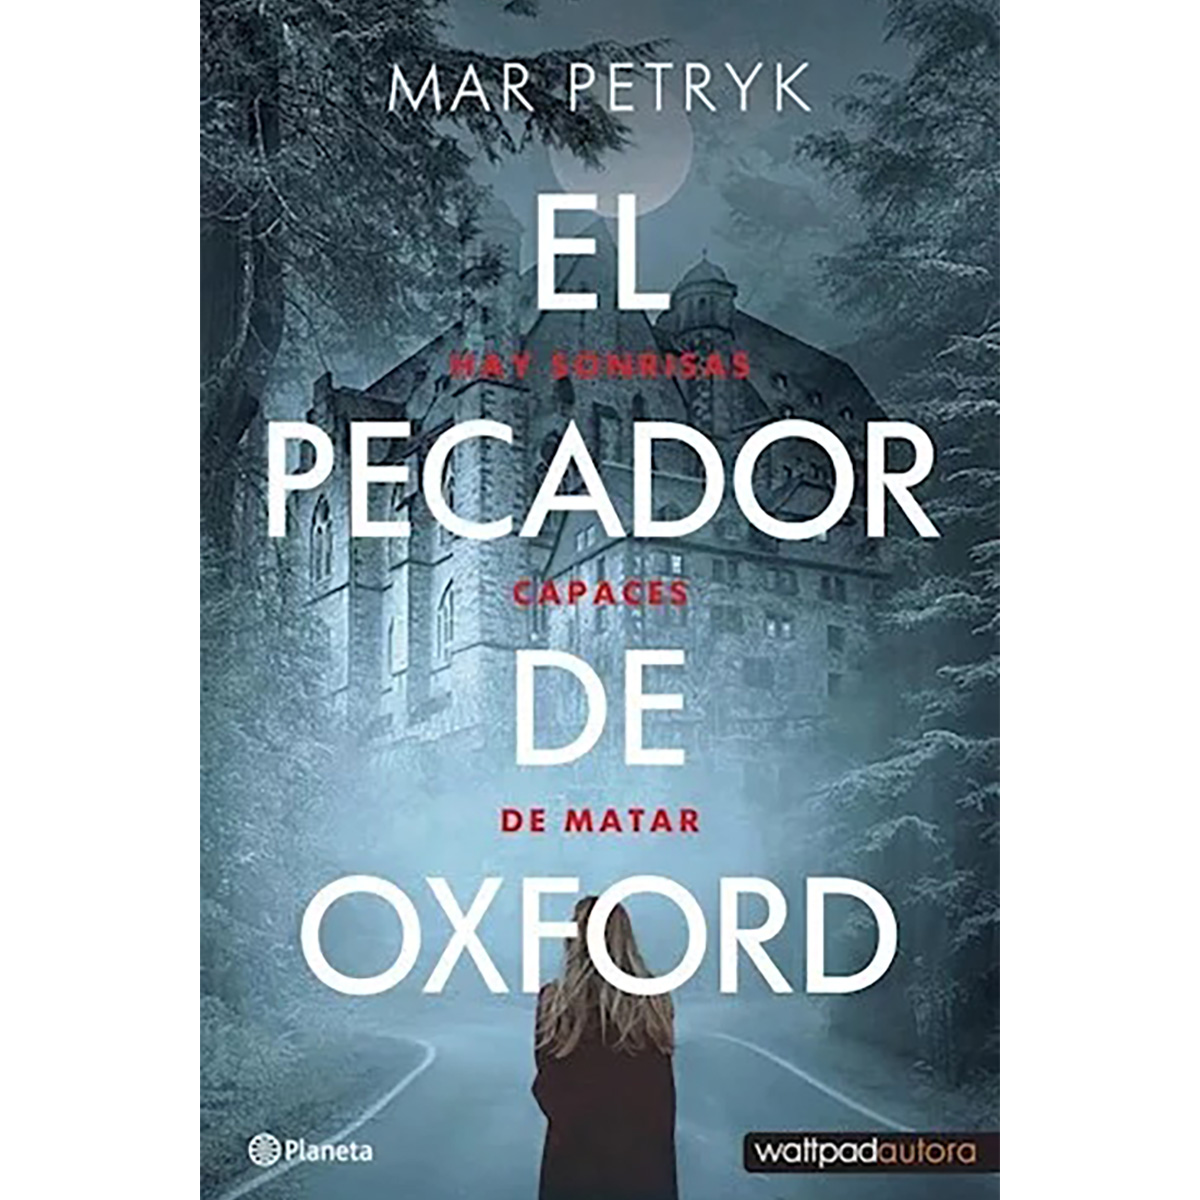 MAR PETRYK
EL
HAY SONRISAS
PECADOR
CAPACES
DE
DE MATAR
OXFORD
Planeta
wattpadautora